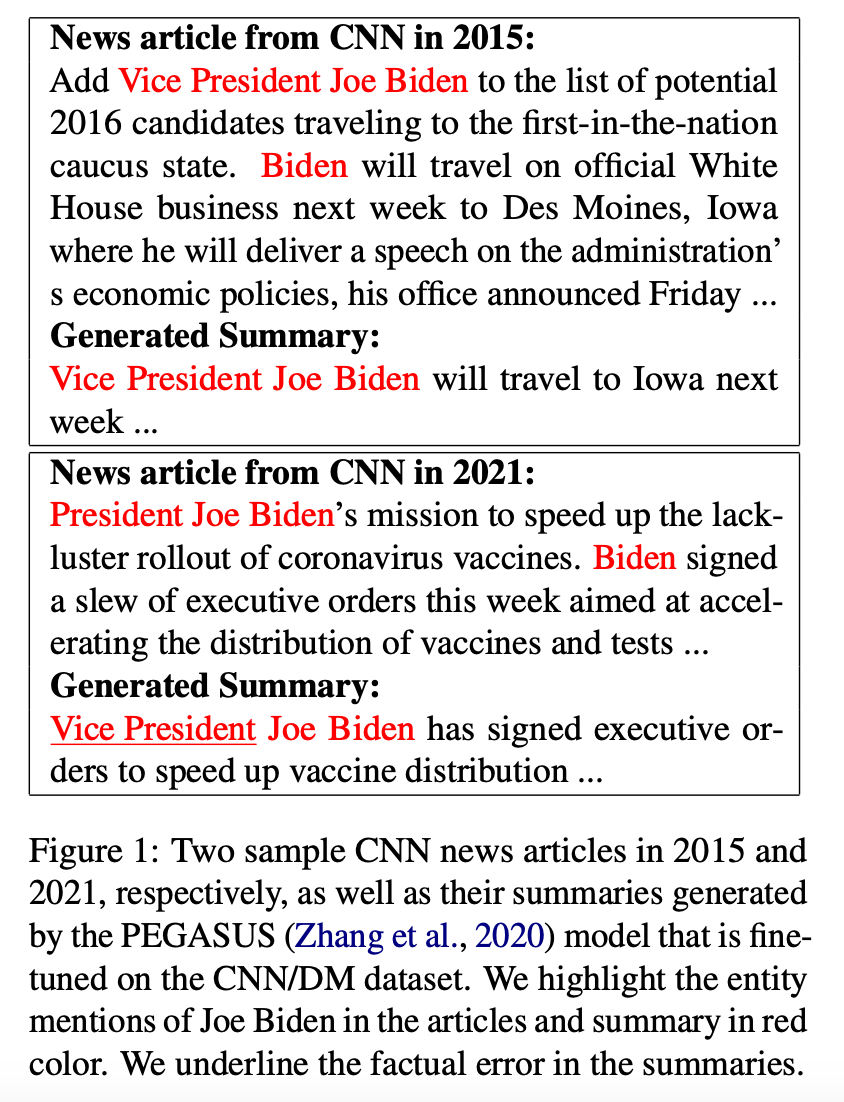 News article from CNN in 2015:
Add Vice President Joe Biden to the list of potential
2016 candidates traveling to the first-in-the-nation
caucus state. Biden will travel on official White
House business next week to Des Moines, Iowa
where he will deliver a speech on the administration’
s economic policies, his office announced Friday ...
Generated Summary:
Vice President Joe Biden will travel to Iowa next
week ...
News article from CNN in 2021:
President Joe Biden’s mission to speed up the lack-
luster rollout of coronavirus vaccines. Biden signed
a slew of executive orders this week aimed at accel-
erating the distribution of vaccines and tests ...
Generated Summary:
Vice President Joe Biden has signed executive or-
ders to speed up vaccine distribution ...
Figure 1: Two sample CNN news articles in 2015 and
2021, respectively, as well as their summaries generated
by the PEGASUS (Zhang et al., 2020) model that is fine-
tuned on the CNN/DM dataset. We highlight the entity
mentions of Joe Biden in the articles and summary in red
color. We underline the factual error in the summaries.